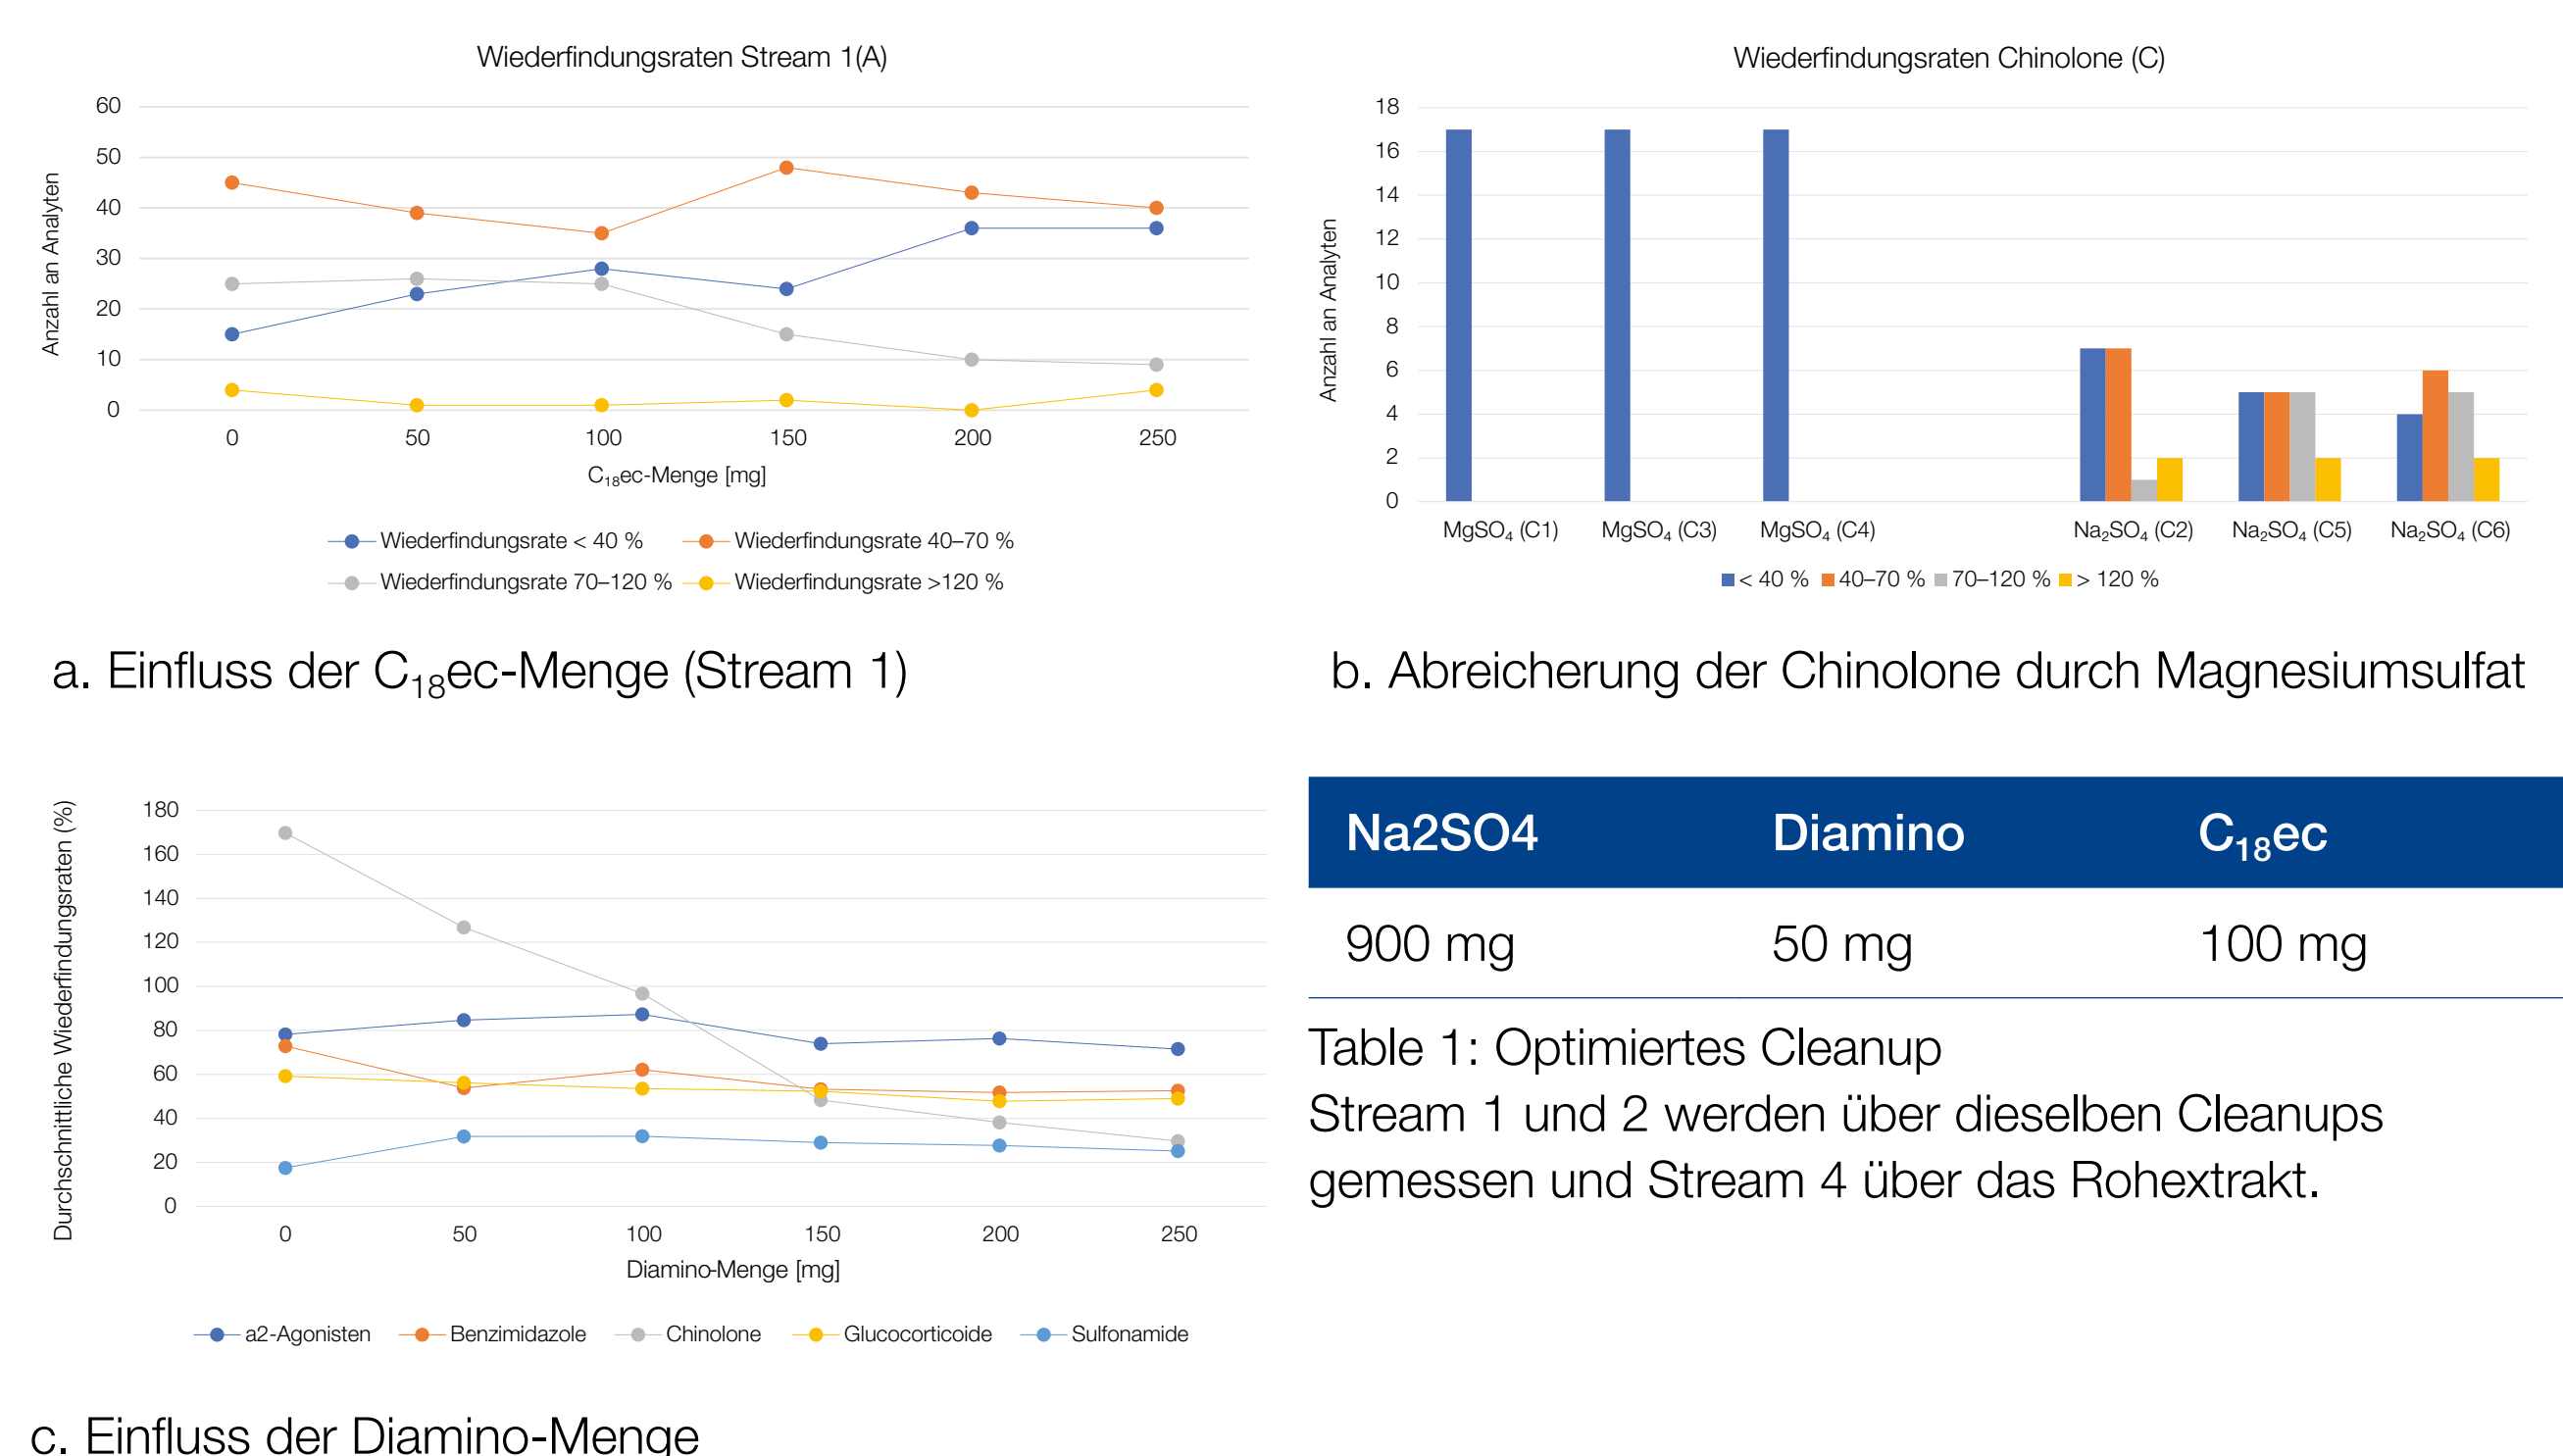 Wiederfindungsraten Stream 1(A)
Anzahl an Analyten
60
50
40
30
20
10
0
0 50 100 150 200 250
C₁₈ec-Menge [mg]
Wiederfindungsrate < 40 % Wiederfindungsrate 40–70 %
Wiederfindungsrate 70–120 % Wiederfindungsrate >120 %
a. Einfluss der C₁₈ec-Menge (Stream 1)
Wiederfindungsraten Chinolone (C)
Anzahl an Analyten
18
16
14
12
10
8
6
4
2
0
MgSO₄ (C1) MgSO₄ (C3) MgSO₄ (C4) Na₂SO₄ (C2) Na₂SO₄ (C5) Na₂SO₄ (C6)
< 40 % 40–70 % 70–120 % > 120 %
b. Abreicherung der Chinolone durch Magnesiumsulfat
Durchschnittliche Wiederfindungsraten (%)
180
160
140
120
100
80
60
40
20
0
0 50 100 150 200 250
Diamino-Menge [mg]
a2-Agonisten Benzimidazole Chinolone Glucocorticoide Sulfonamide
c. Einfluss der Diamino-Menge
Na2SO4 Diamino C₁₈ec
900 mg 50 mg 100 mg
Table 1: Optimiertes Cleanup
Stream 1 und 2 werden über dieselben Cleanups
gemessen und Stream 4 über das Rohextrakt.